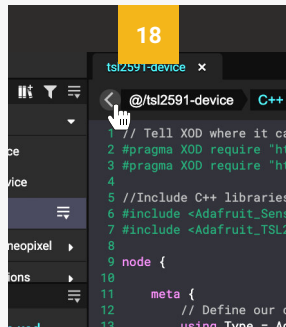 18
tsl2591-device ×
@/tsl2591-device C++
ce
vice
neopixel
ions
1 // Tell XOD where it ca
2 #pragma XOD require "ht
3 #pragma XOD require "ht
4
5 //Include C++ libraries
6 #include <Adafruit_Sens
7 #include <Adafruit_TSL2
8
9 node {
10
11 meta {
12 // Define our c
13 using Type = Ad